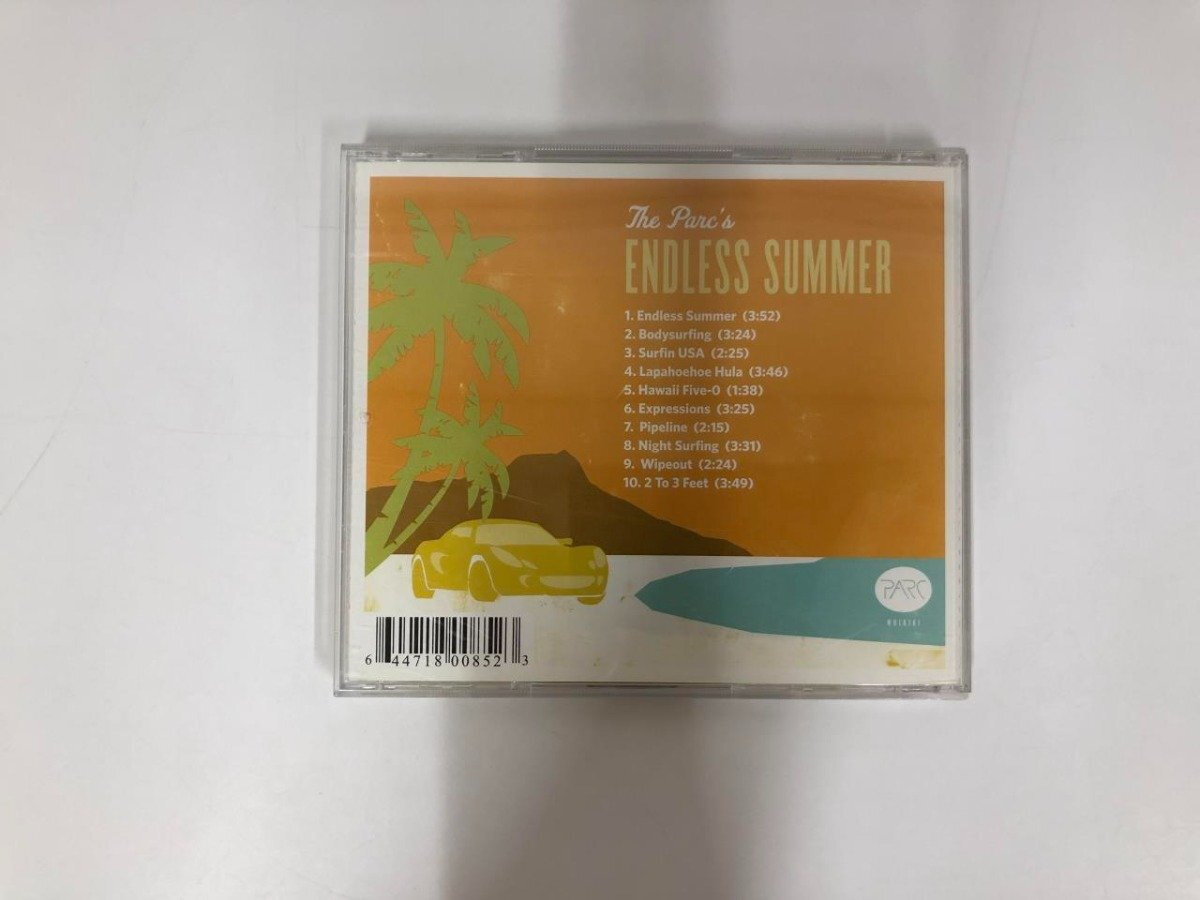 The Parc's
ENDLESS SUMMER
1. Endless Summer (3:52)
2. Bodysurfing (3:24)
3. Surfin USA (2:25)
4. Lapahoehoe Hula (3:46)
5. Hawaii Five-0 (1:38)
6. Expressions (3:25)
7. Pipeline (2:15)
8. Night Surfing (3:31)
9. Wipeout (2:24)
10. 2 To 3 Feet (3:49)
PARC
6 44718 00852 3